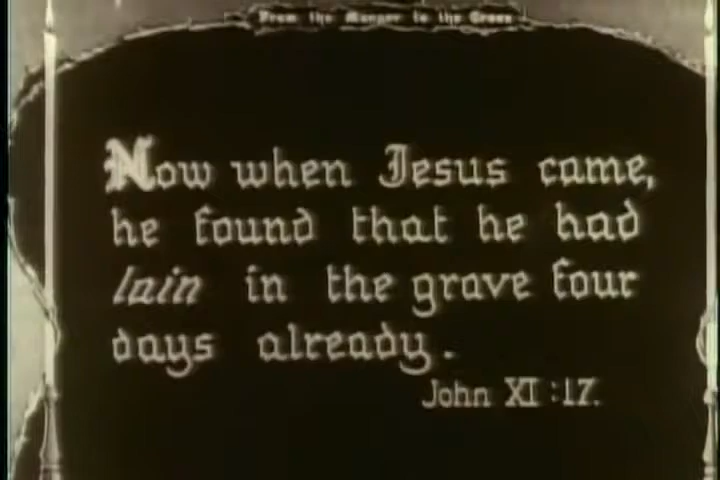 From the Manger to the Cross
Now when Jesus came,
he found that he had
lain in the grave four
days already.
John XI:17.